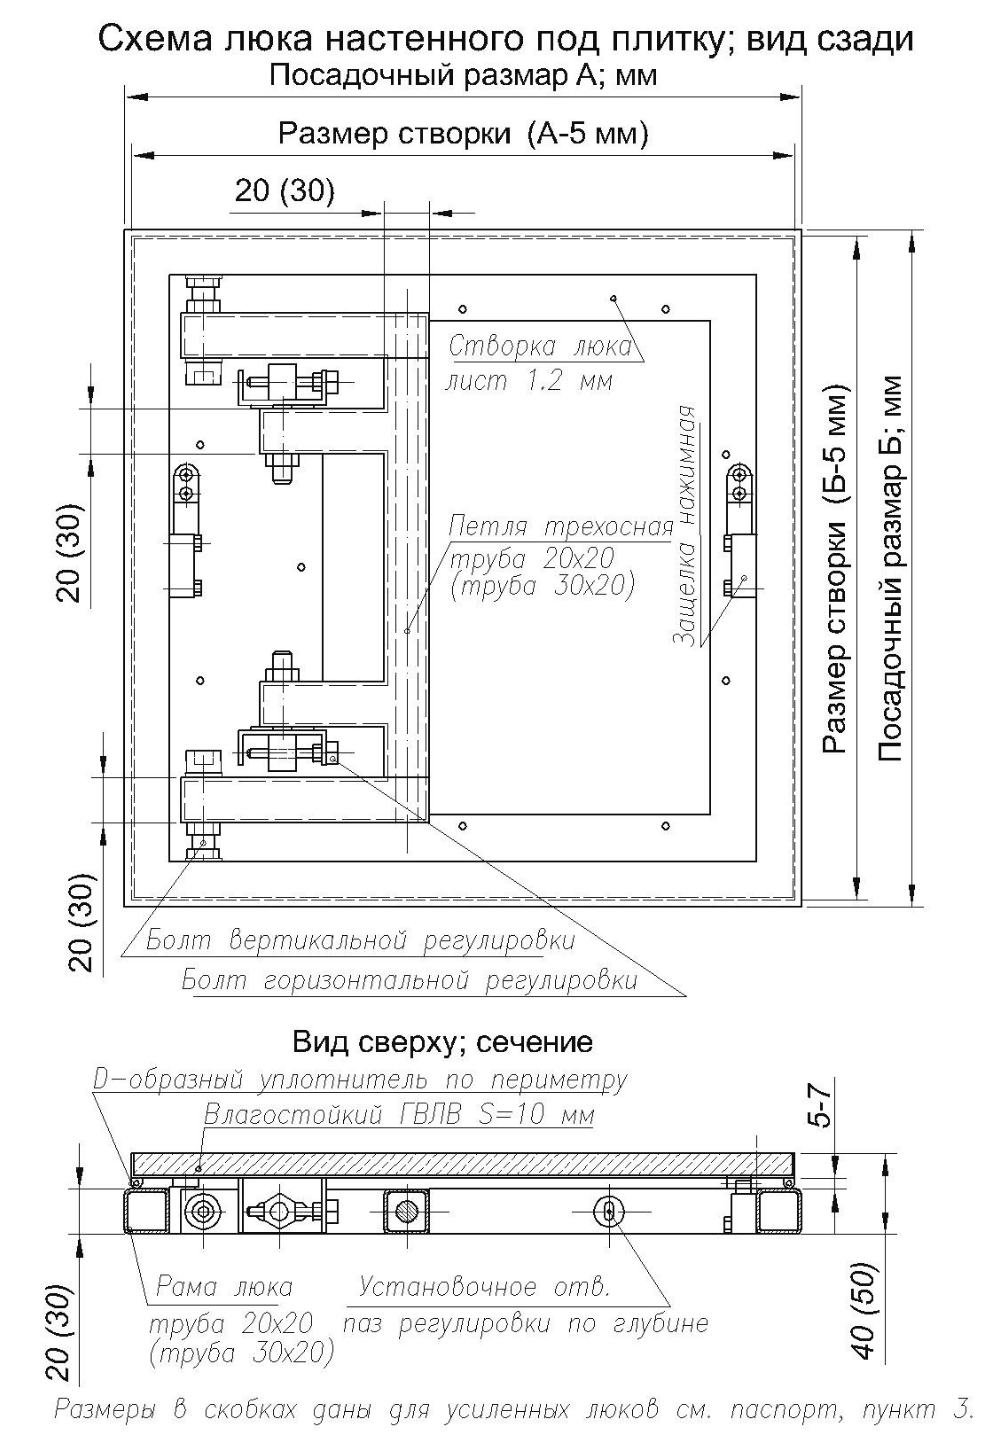 Схема люка настенного под плитку; вид сзади
Посадочный размар А; мм
Размер створки (А-5 мм)
20 (30)
Створка люка
лист 1.2 мм
20 (30)
Защелка нажимная
Петля трехосная
труба 20х20
(труба 30х20)
Размер створки (Б-5 мм)
Посадочный размар Б; мм
20 (30)
Болт вертикальной регулировки
Болт горизонтальной регулировки
Вид сверху; сечение
D-образный уплотнитель по периметру
Влагостойкий ГВЛВ S=10 мм
5-7
20 (30)
Рама люка
труба 20х20
(труба 30х20)
Установочное отв.
паз регулировки по глубине
40 (50)
Размеры в скобках даны для усиленных люков см. паспорт, пункт 3.